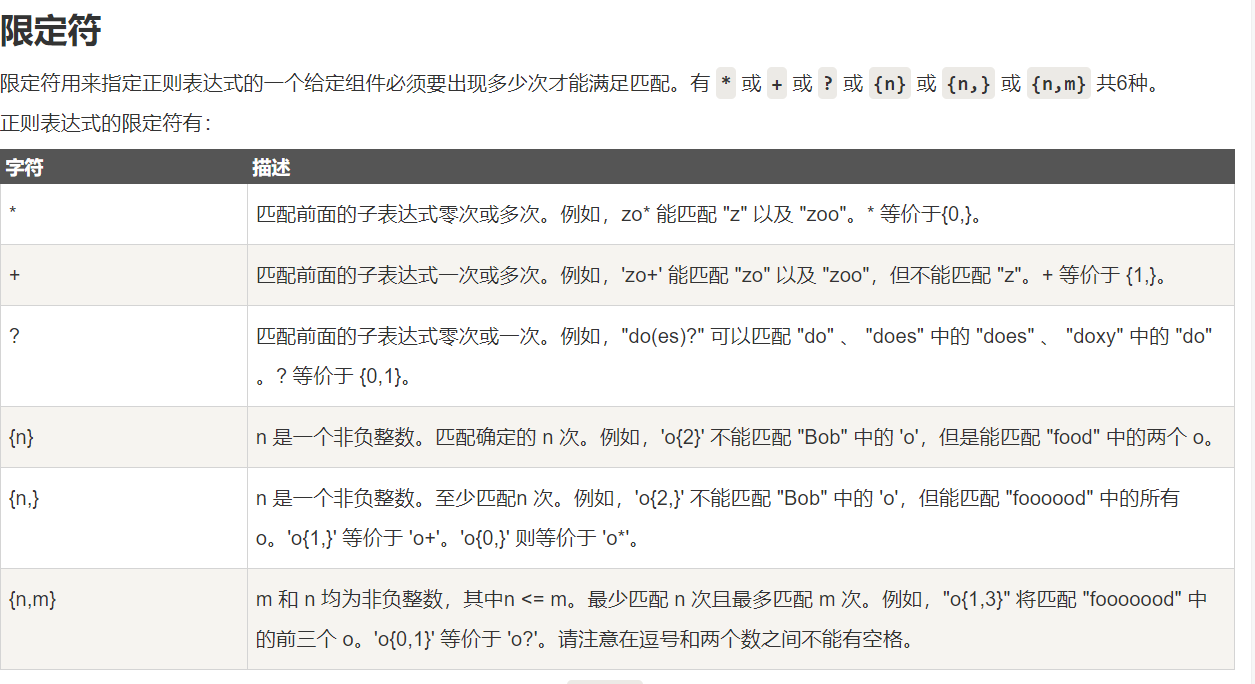 限定符
限定符用来指定正则表达式的一个给定组件必须要出现多少次才能满足匹配。有 * 或 + 或 ? 或 {n} 或 {n,} 或 {n,m} 共6种。
正则表达式的限定符有：
字符 描述
* 匹配前面的子表达式零次或多次。例如，zo* 能匹配 "z" 以及 "zoo"。* 等价于{0,}。
+ 匹配前面的子表达式一次或多次。例如，'zo+' 能匹配 "zo" 以及 "zoo"，但不能匹配 "z"。+ 等价于 {1,}。
? 匹配前面的子表达式零次或一次。例如，"do(es)?" 可以匹配 "do" 、 "does" 中的 "does" 、 "doxy" 中的 "do"
。? 等价于 {0,1}。
{n} n 是一个非负整数。匹配确定的 n 次。例如，'o{2}' 不能匹配 "Bob" 中的 'o'，但是能匹配 "food" 中的两个 o。
{n,} n 是一个非负整数。至少匹配n 次。例如，'o{2,}' 不能匹配 "Bob" 中的 'o'，但能匹配 "foooood" 中的所有
o。'o{1,}' 等价于 'o+'。'o{0,}' 则等价于 'o*'。
{n,m} m 和 n 均为非负整数，其中n <= m。最少匹配 n 次且最多匹配 m 次。例如，"o{1,3}" 将匹配 "fooooood" 中
的前三个 o。'o{0,1}' 等价于 'o?'。请注意在逗号和两个数之间不能有空格。